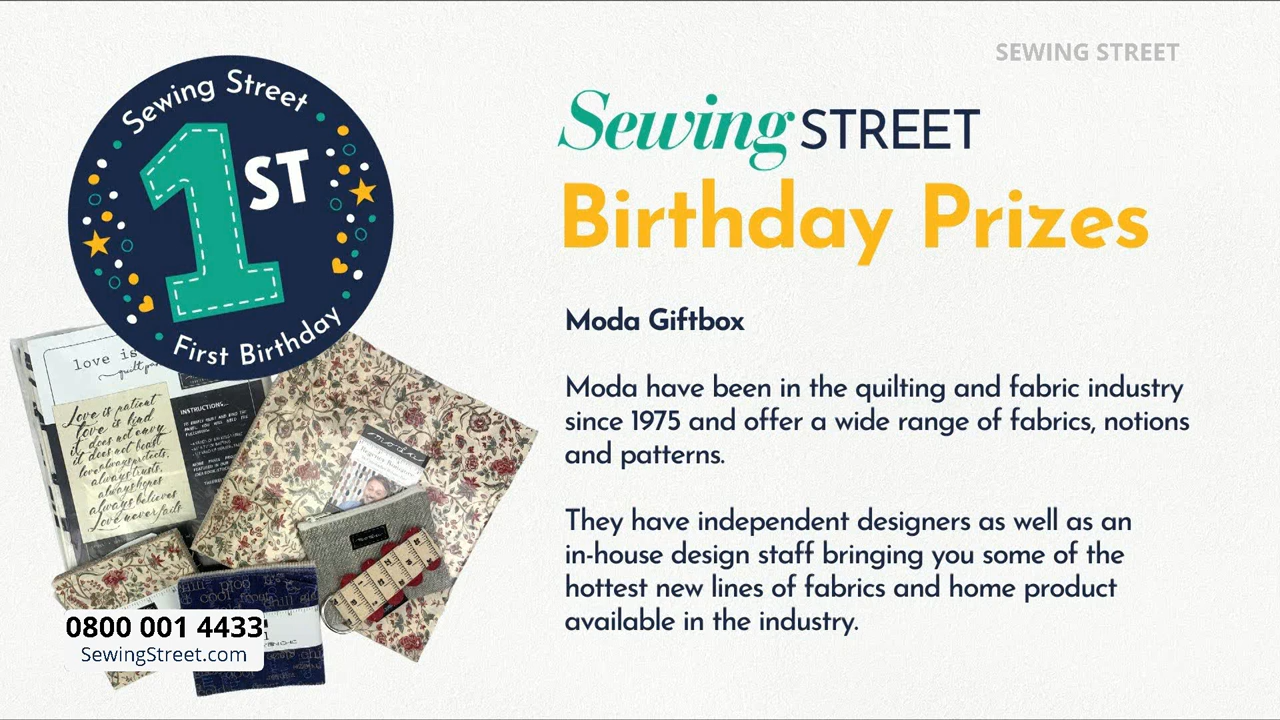 SEWING STREET
Sewing Street
1ST
First Birthday
Sewing STREET
Birthday Prizes
Moda Giftbox
Moda have been in the quilting and fabric industry
since 1975 and offer a wide range of fabrics, notions
and patterns.
They have independent designers as well as an
in-house design staff bringing you some of the
hottest new lines of fabrics and home product
available in the industry.
love is
Love is patient
love is kind
it does not envy
it does not boast
always trusts,
always hopes
always believes
Love never fails
INSTRUCTIONS...
moda
0800 001 4433
SewingStreet.com